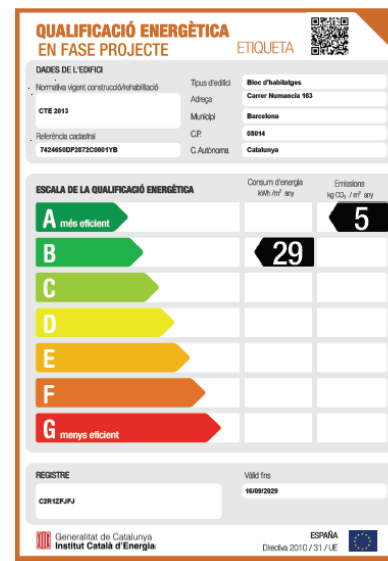 QUALIFICACIÓ ENERGÈTICA
EN FASE PROJECTE ETIQUETA
DADES DE L'EDIFICI
Normativa vigent construcció/rehabilitació
CTE 2013
Referència cadastral
7424650DF2872C0001YB
Tipus d'edifici Bloc d'habitatges
Adreça Carrer Numancia 163
Municipi Barcelona
C.P. 08014
C.Autònoma Catalunya
ESCALA DE LA QUALIFICACIÓ ENERGÈTICA
Consum d'energia
kWh /m² any
Emissions
kg CO₂ / m² any
A més eficient 5
B 29
C
D
E
F
G menys eficient
REGISTRE
C2R1ZFJFJ
Vàlid fins
16/09/2029
Generalitat de Catalunya
Institut Català d'Energia
ESPAÑA
Directiva 2010 / 31 / UE